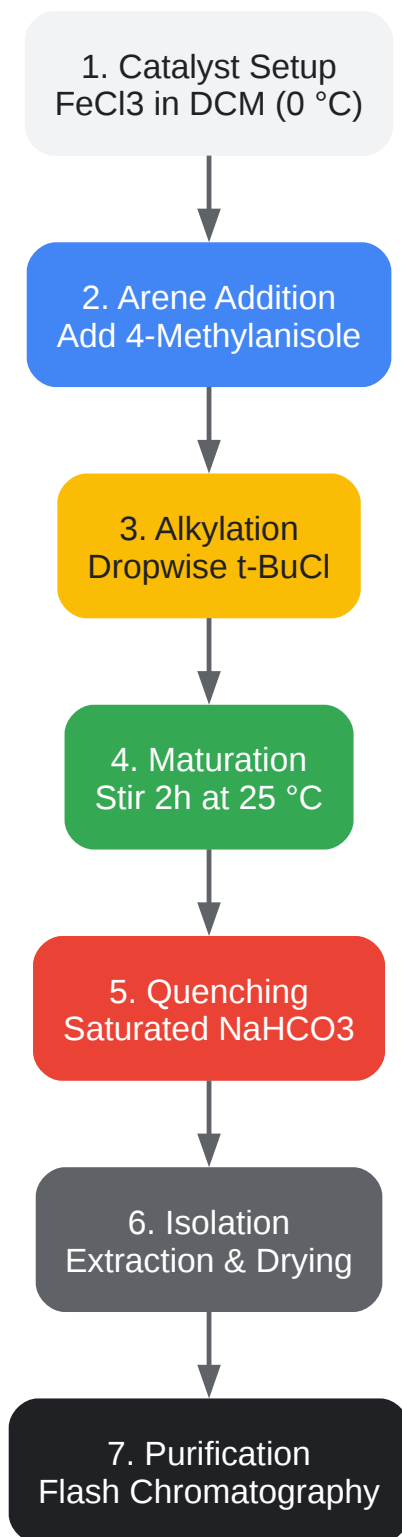 1. Catalyst Setup
FeCl3 in DCM (0 °C)
2. Arene Addition
Add 4-Methylanisole
3. Alkylation
Dropwise t-BuCl
4. Maturation
Stir 2h at 25 °C
5. Quenching
Saturated NaHCO3
6. Isolation
Extraction & Drying
7. Purification
Flash Chromatography